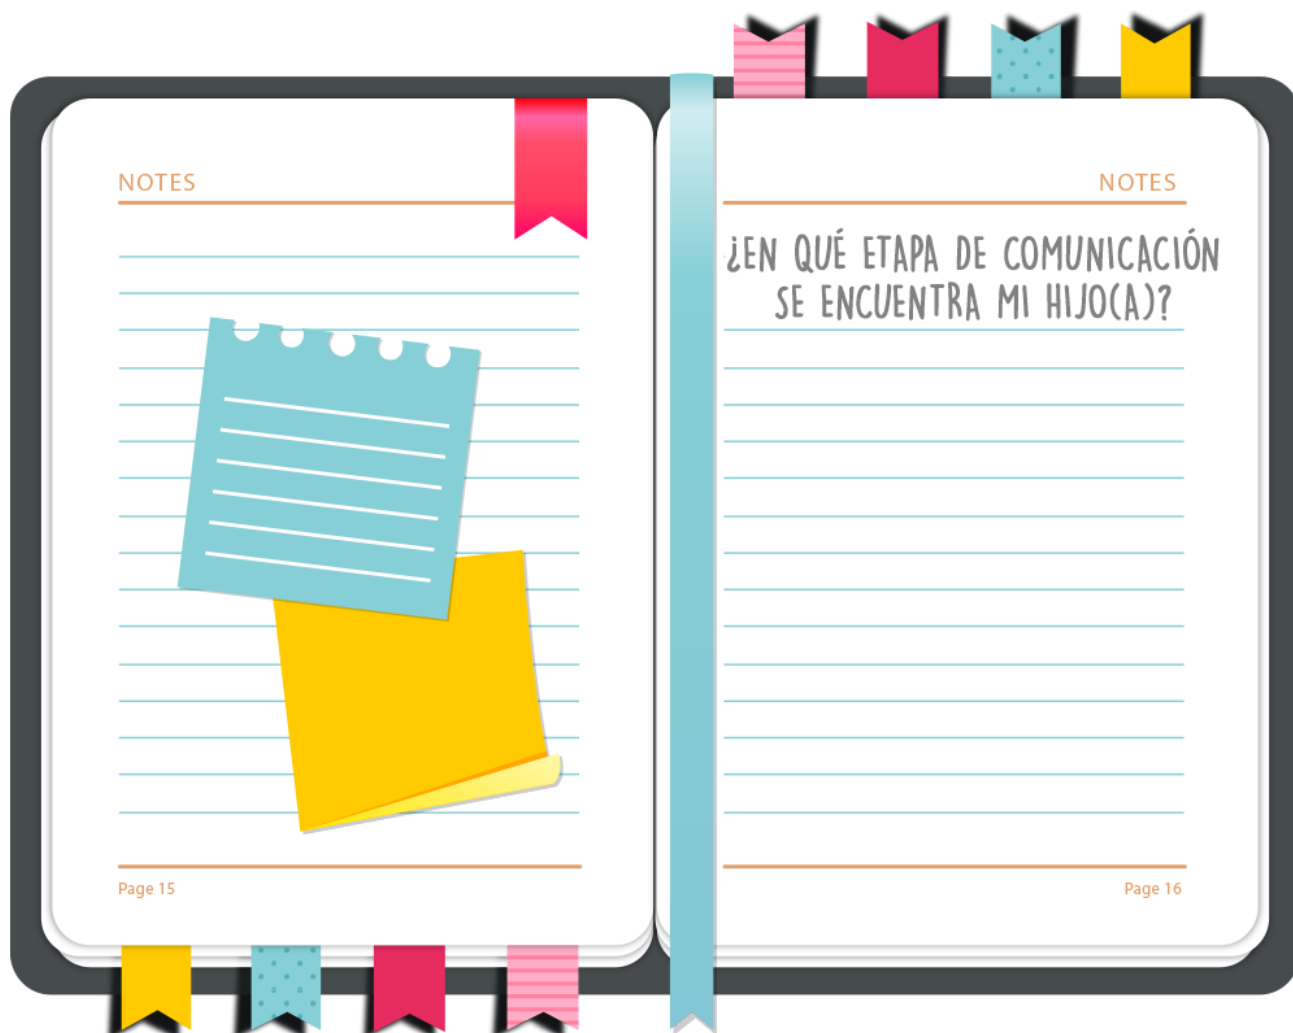 NOTES
Page 15
NOTES
¿EN QUÉ ETAPA DE COMUNICACIÓN
SE ENCUENTRA MI HIJO(A)?
Page 16